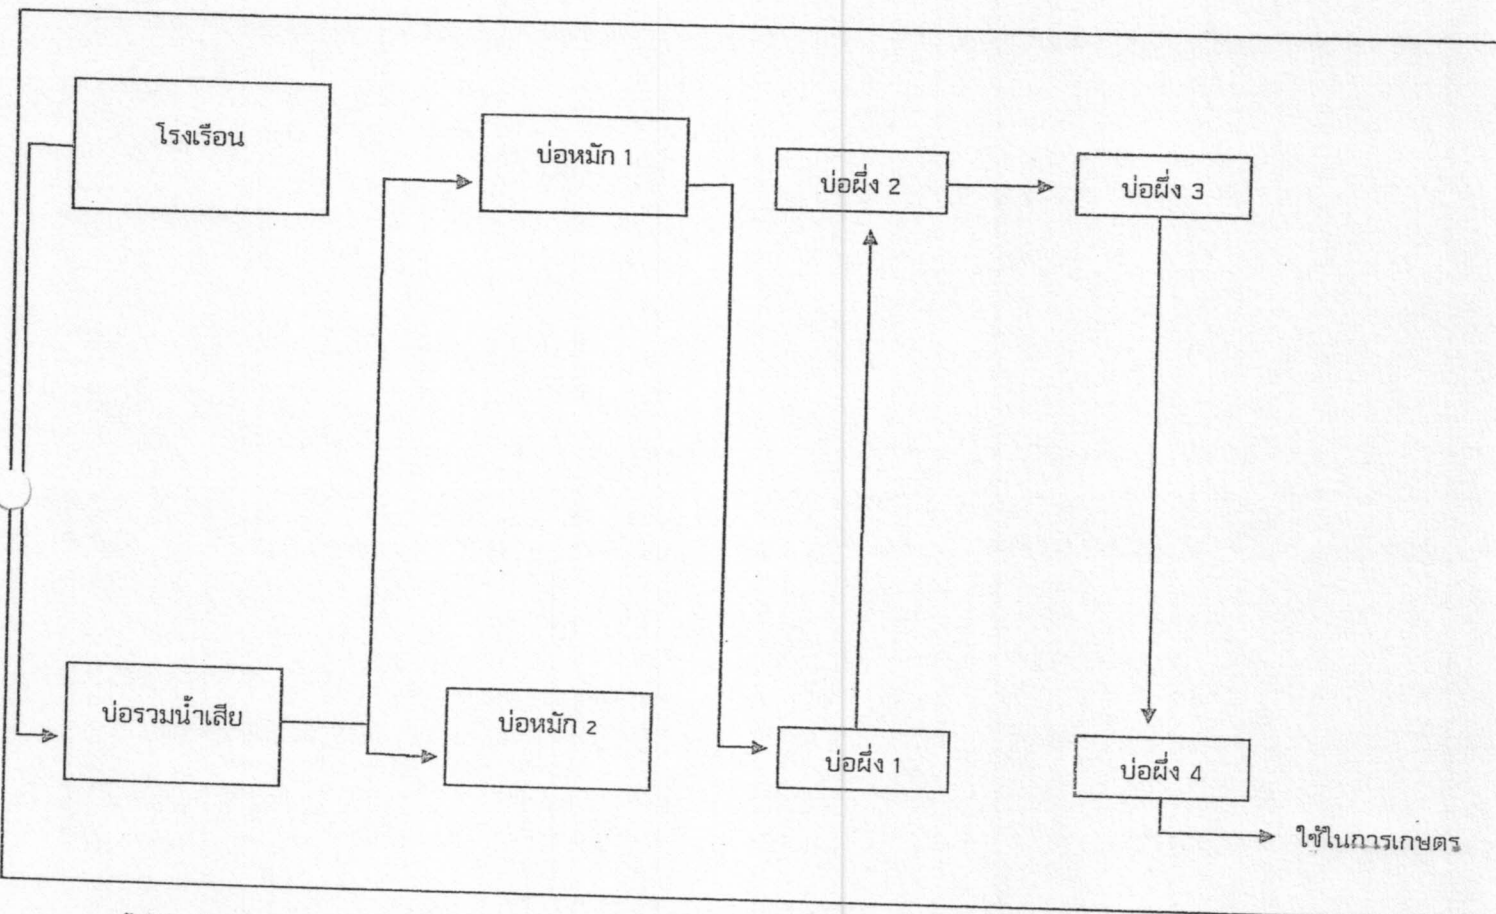 โรงเรือน
บ่อหมัก 1
บ่อผึ่ง 2
บ่อผึ่ง 3
บ่อรวมน้ำเสีย
บ่อหมัก 2
บ่อผึ่ง 1
บ่อผึ่ง 4
ใช้ในการเกษตร